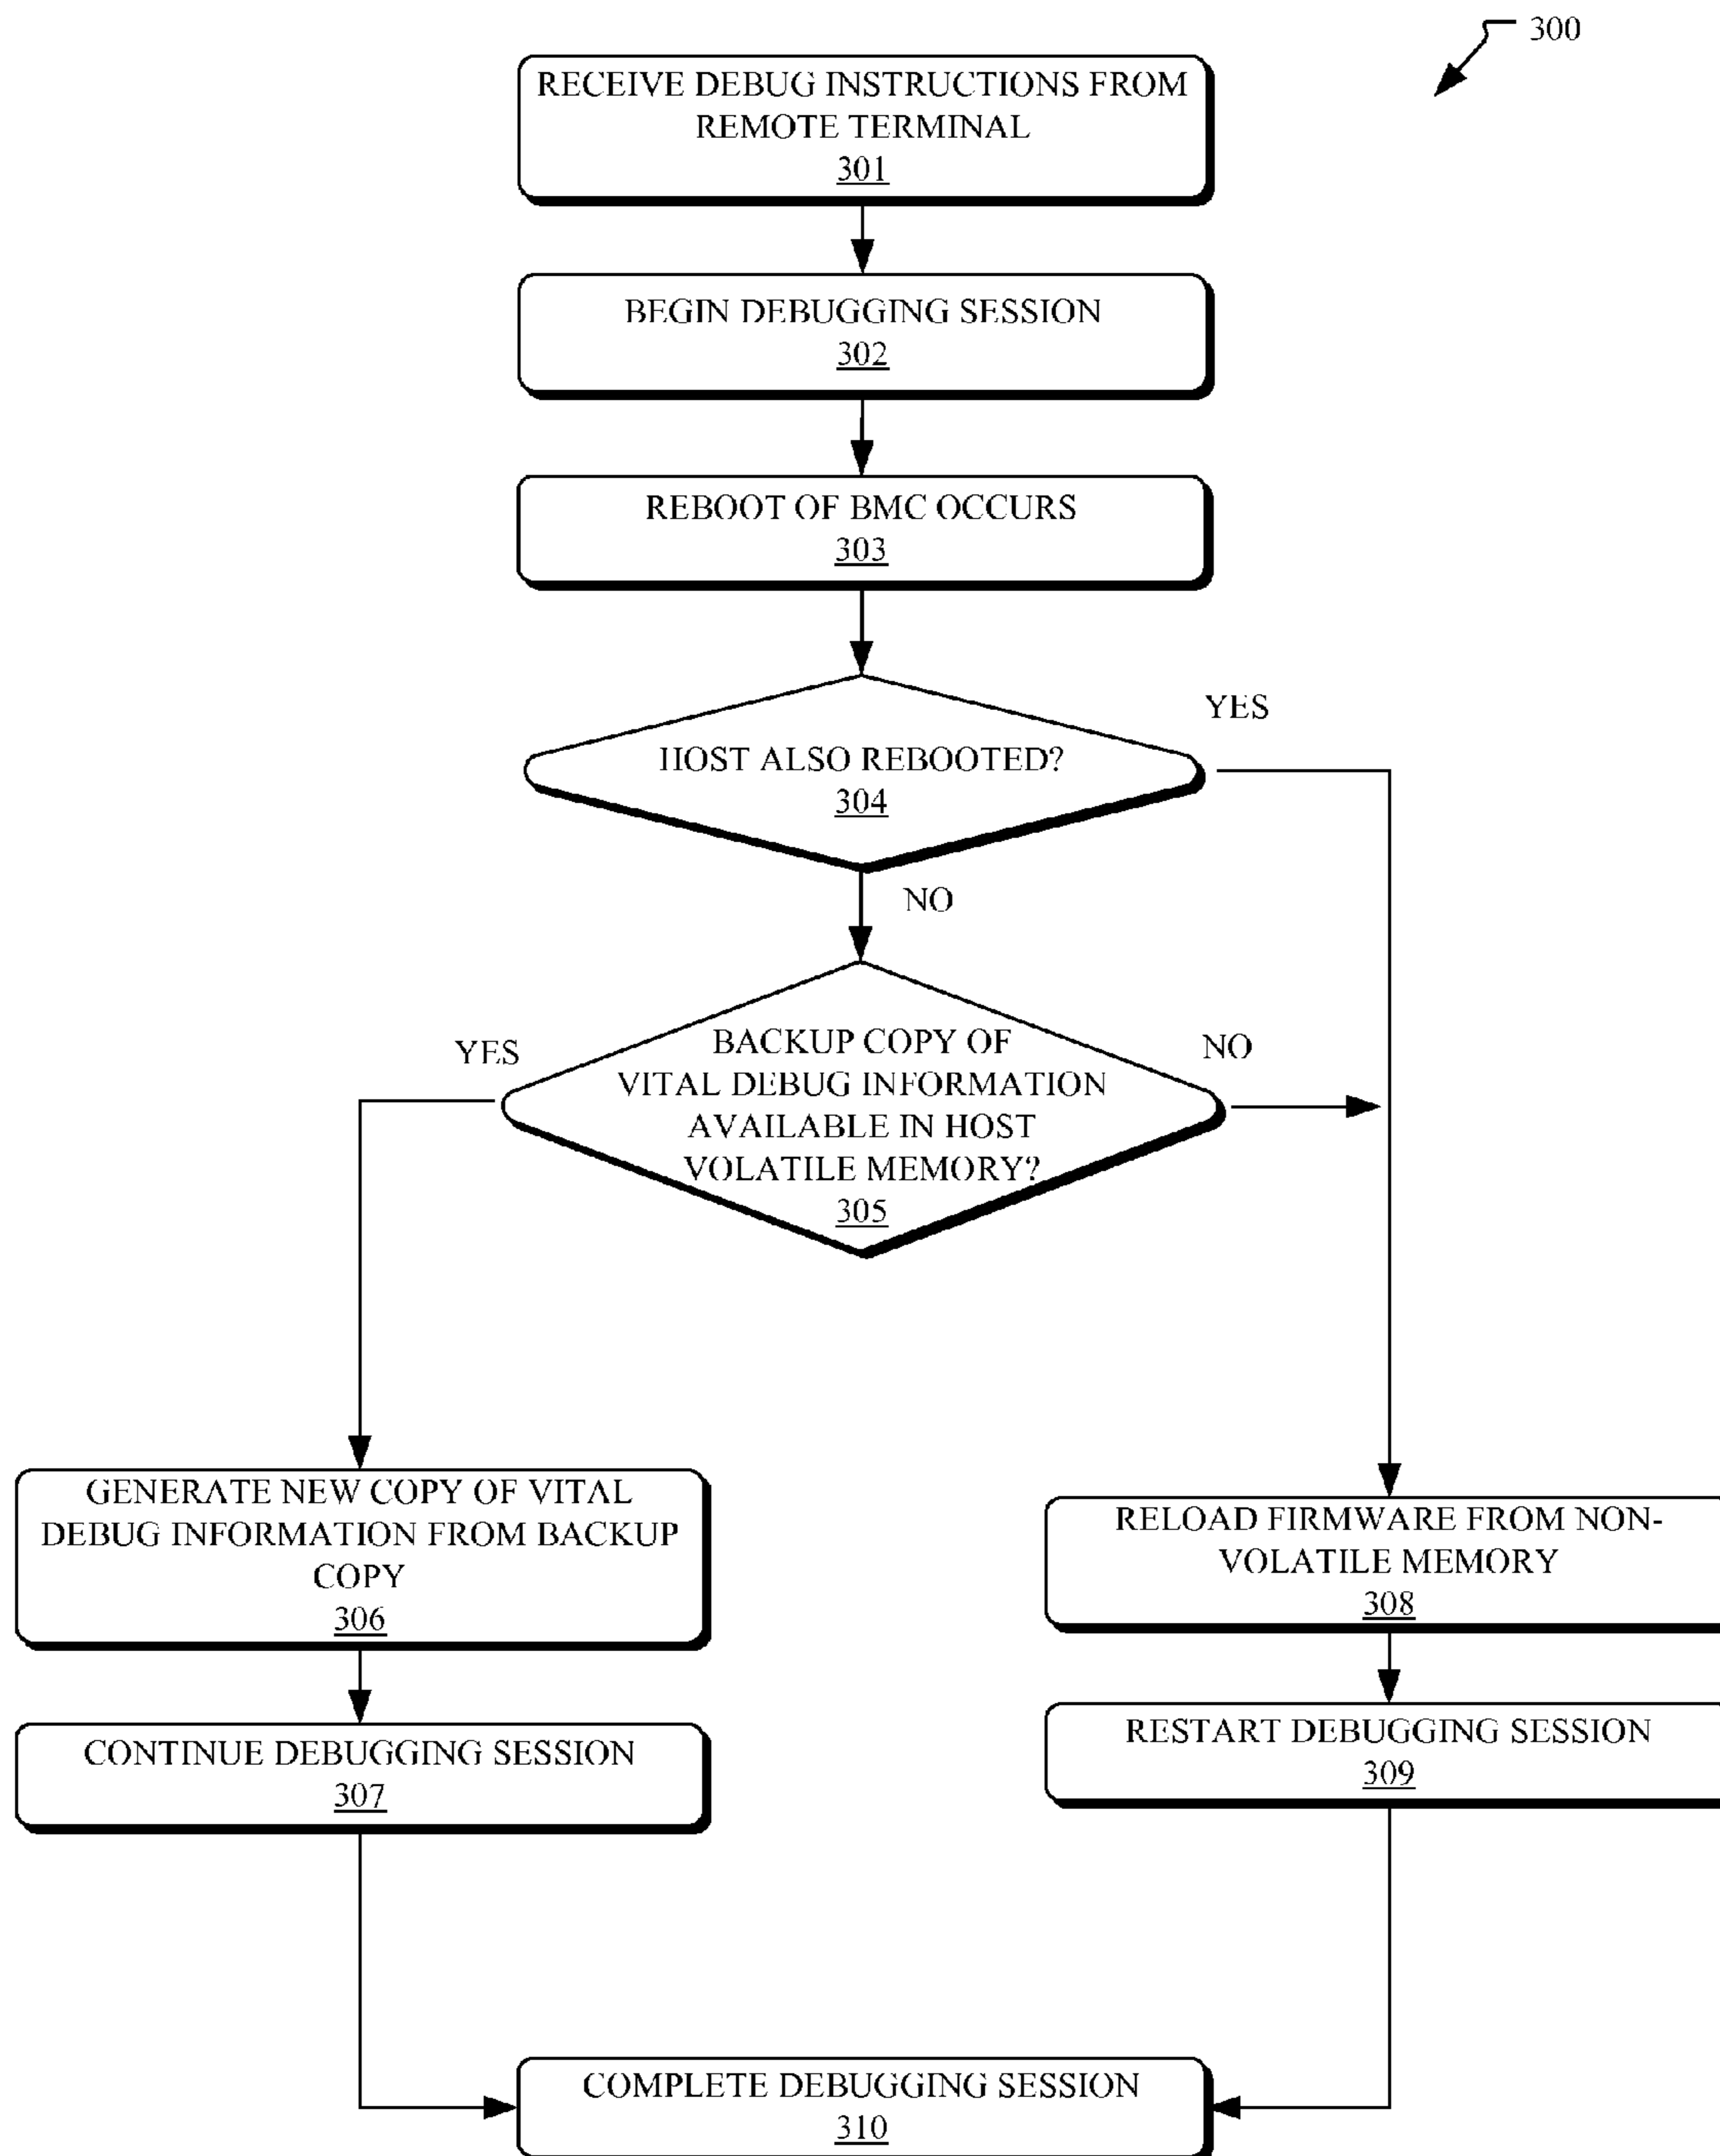 300
RECEIVE DEBUG INSTRUCTIONS FROM
REMOTE TERMINAL
301
BEGIN DEBUGGING SESSION
302
REBOOT OF BMC OCCURS
303
YES
HOST ALSO REBOOTED?
304
NO
YES
BACKUP COPY OF
VITAL DEBUG INFORMATION
AVAILABLE IN HOST
VOLATILE MEMORY?
305
NO
GENERATE NEW COPY OF VITAL
DEBUG INFORMATION FROM BACKUP
COPY
306
CONTINUE DEBUGGING SESSION
307
RELOAD FIRMWARE FROM NON-
VOLATILE MEMORY
308
RESTART DEBUGGING SESSION
309
COMPLETE DEBUGGING SESSION
310